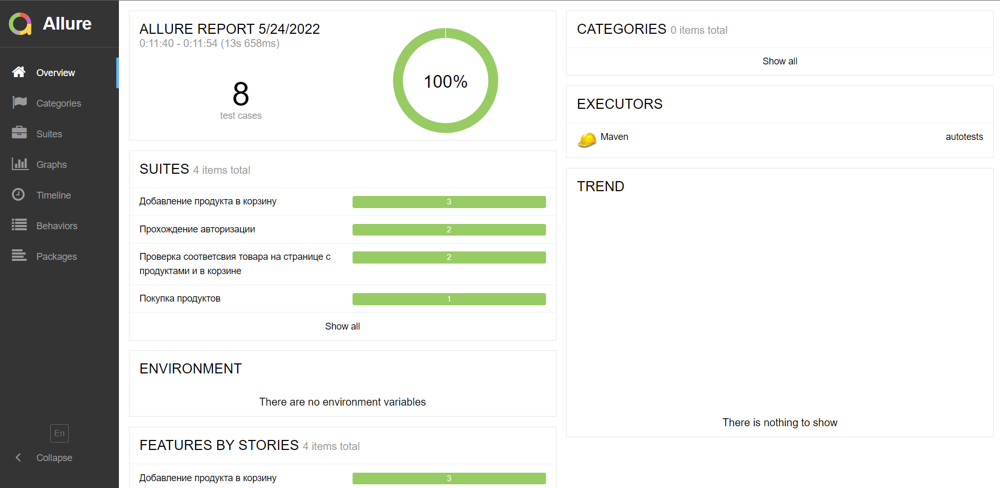 Allure
Overview
Categories
Suites
Graphs
Timeline
Behaviors
Packages
En
Collapse
ALLURE REPORT 5/24/2022
0:11:40 - 0:11:54 (13s 658ms)
8
test cases
100%
SUITES 4 items total
Добавление продукта в корзину 3
Прохождение авторизации 2
Проверка соответсвия товара на странице с 2
продуктами и в корзине
Покупка продуктов 1
Show all
ENVIRONMENT
There are no environment variables
FEATURES BY STORIES 4 items total
Добавление продукта в корзину 3
CATEGORIES 0 items total
Show all
EXECUTORS
Maven autotests
TREND
There is nothing to show